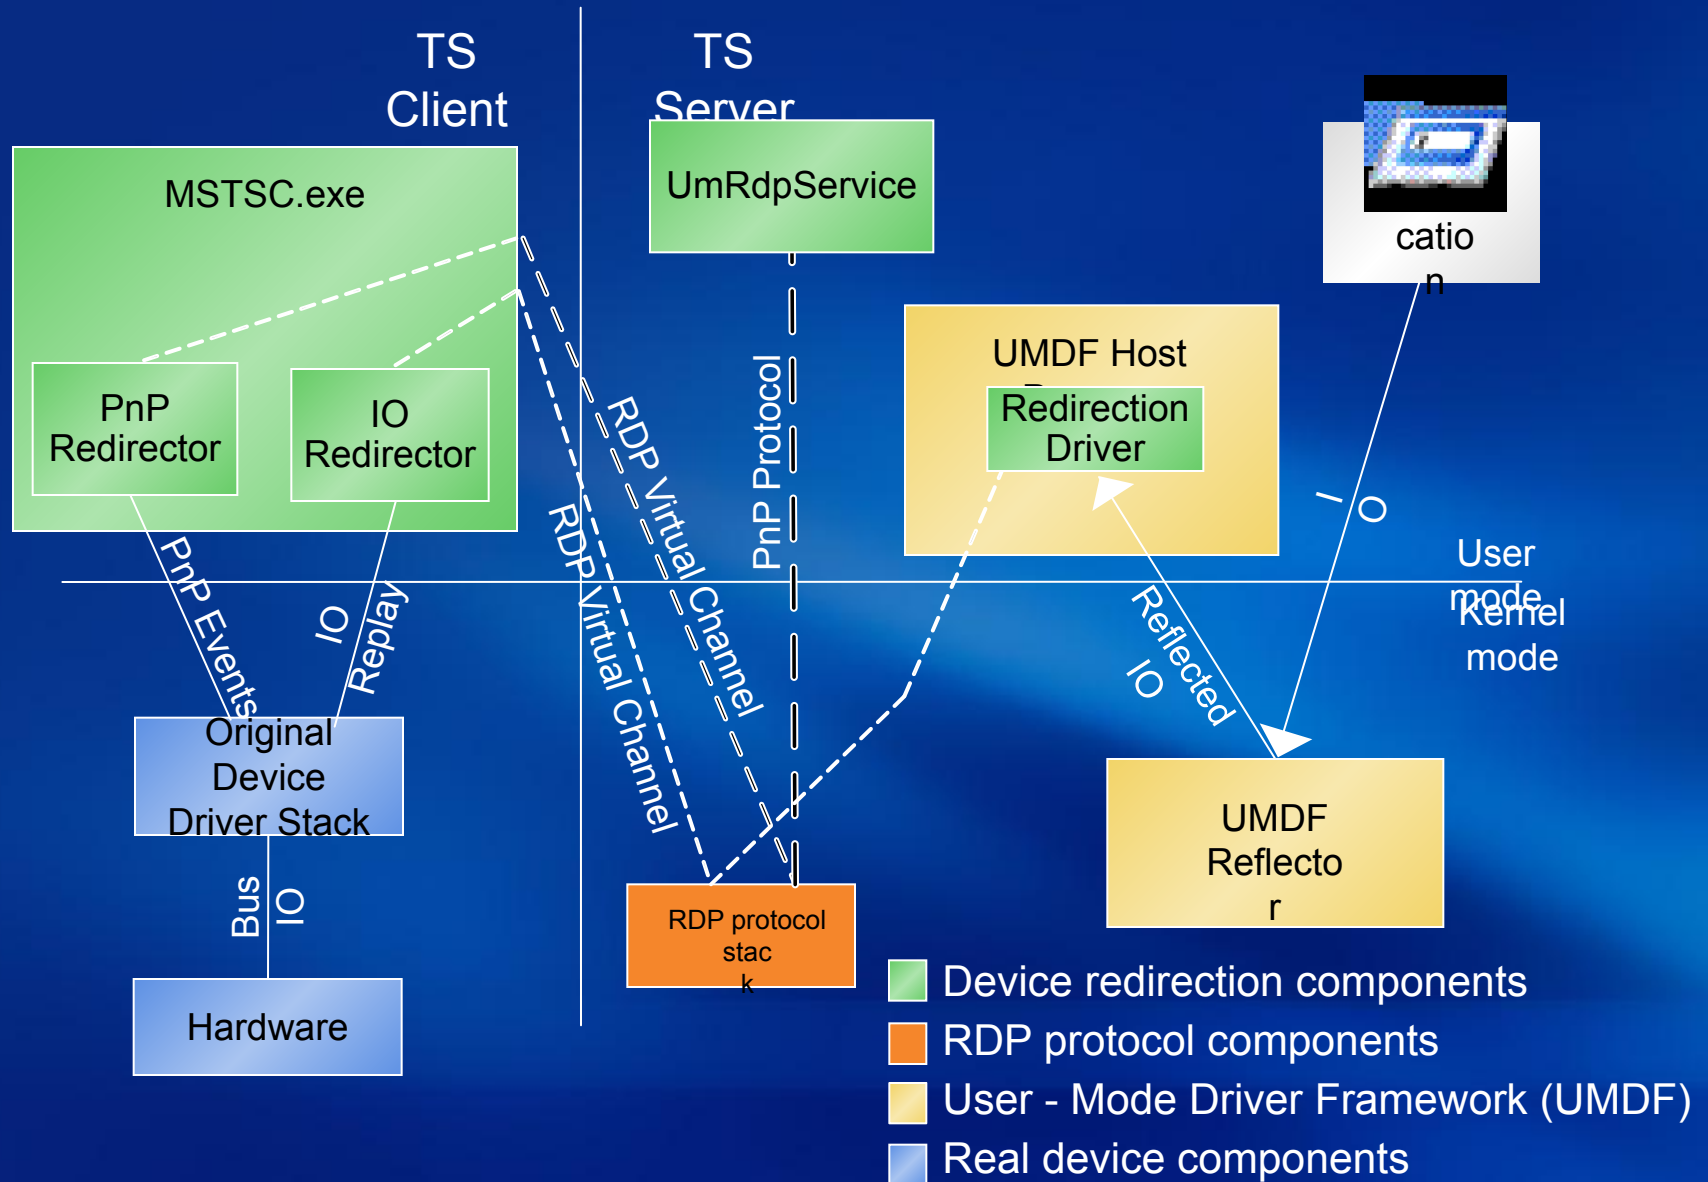 TS
Client
TS
Server
MSTSC.exe
PnP
Redirector
IO
Redirector
UmRdpService
catio
n
UMDF Host
Redirection
Driver
PnP Protocol
RDP Virtual Channel
RDP Virtual Channel
IO
User
mode
Kernel
mode
PnP Events
IO
Replay
Reflected
IO
Original
Device
Driver Stack
Bus
IO
Hardware
RDP protocol
stac
k
UMDF
Reflecto
r
Device redirection components
RDP protocol components
User - Mode Driver Framework (UMDF)
Real device components